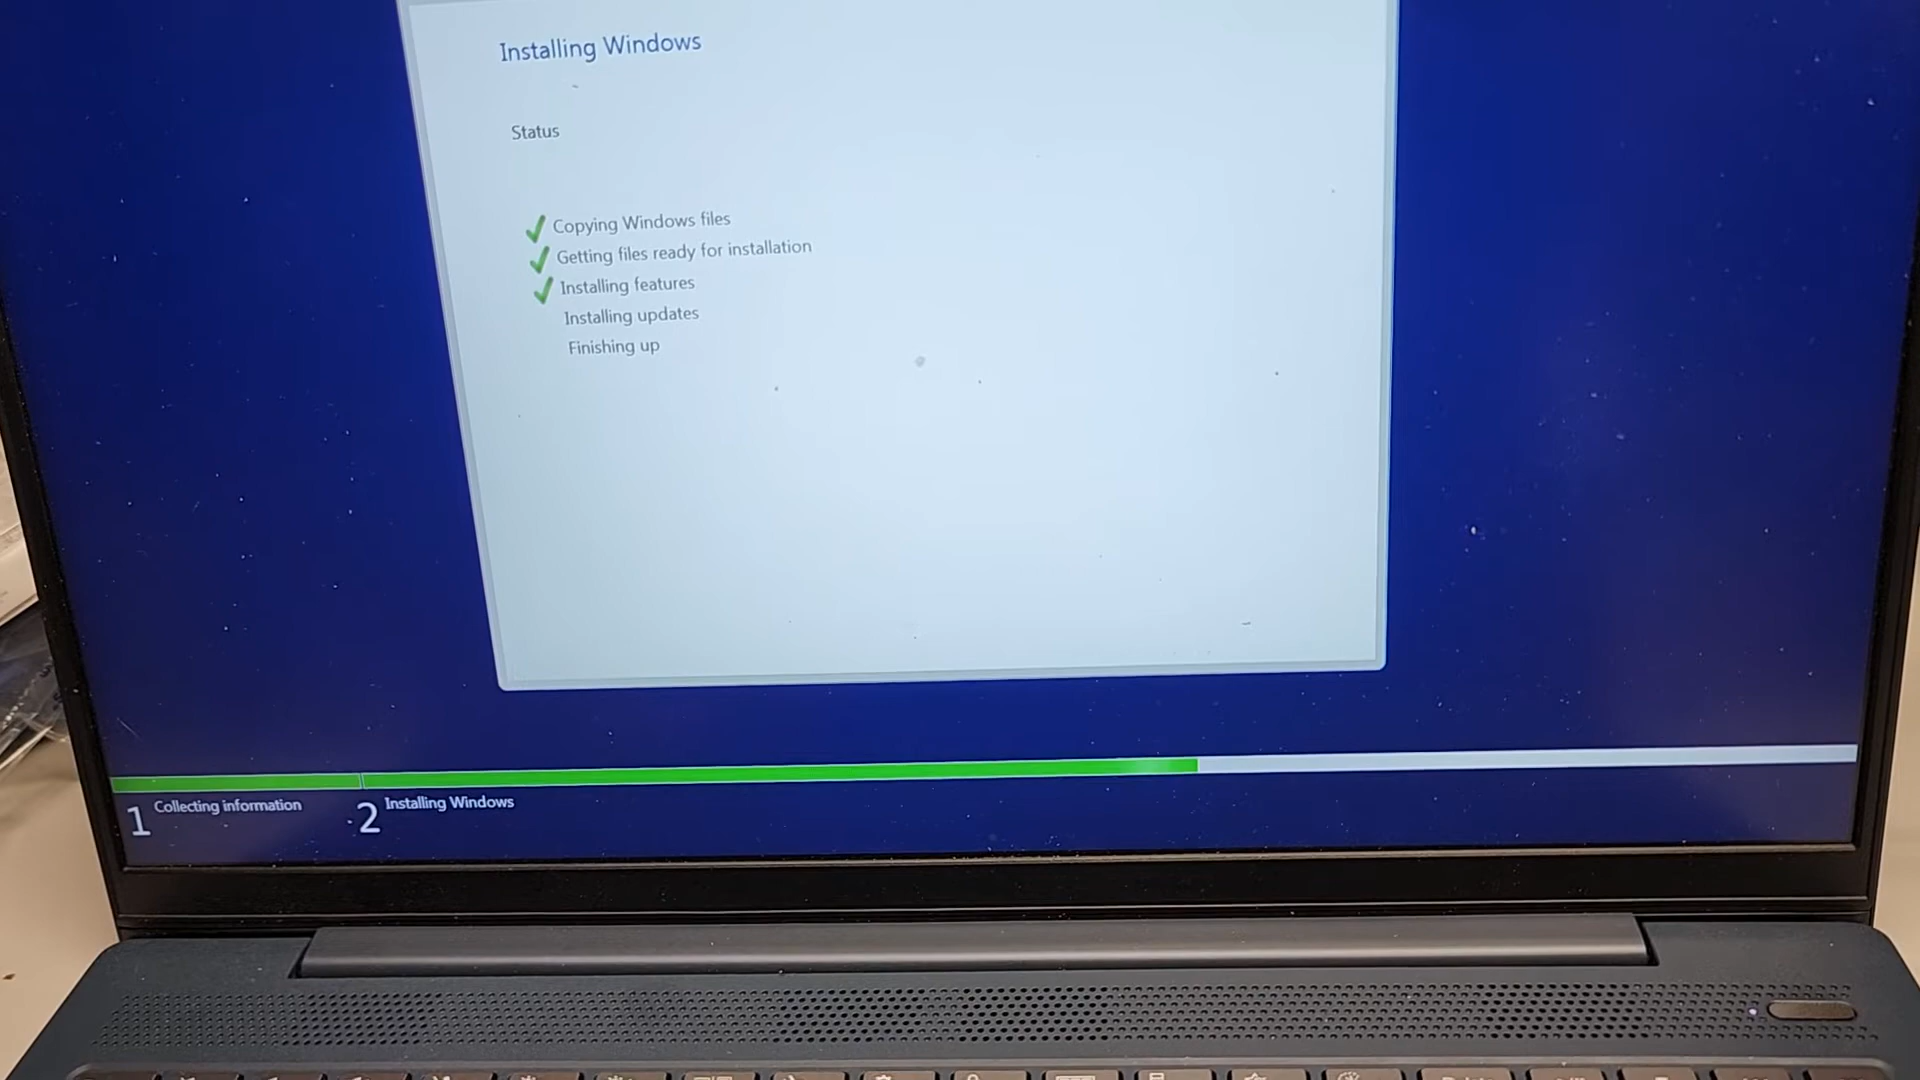 Installing Windows
Status
Copying Windows files
Getting files ready for installation
Installing features
Installing updates
Finishing up
1 Collecting information
2 Installing Windows